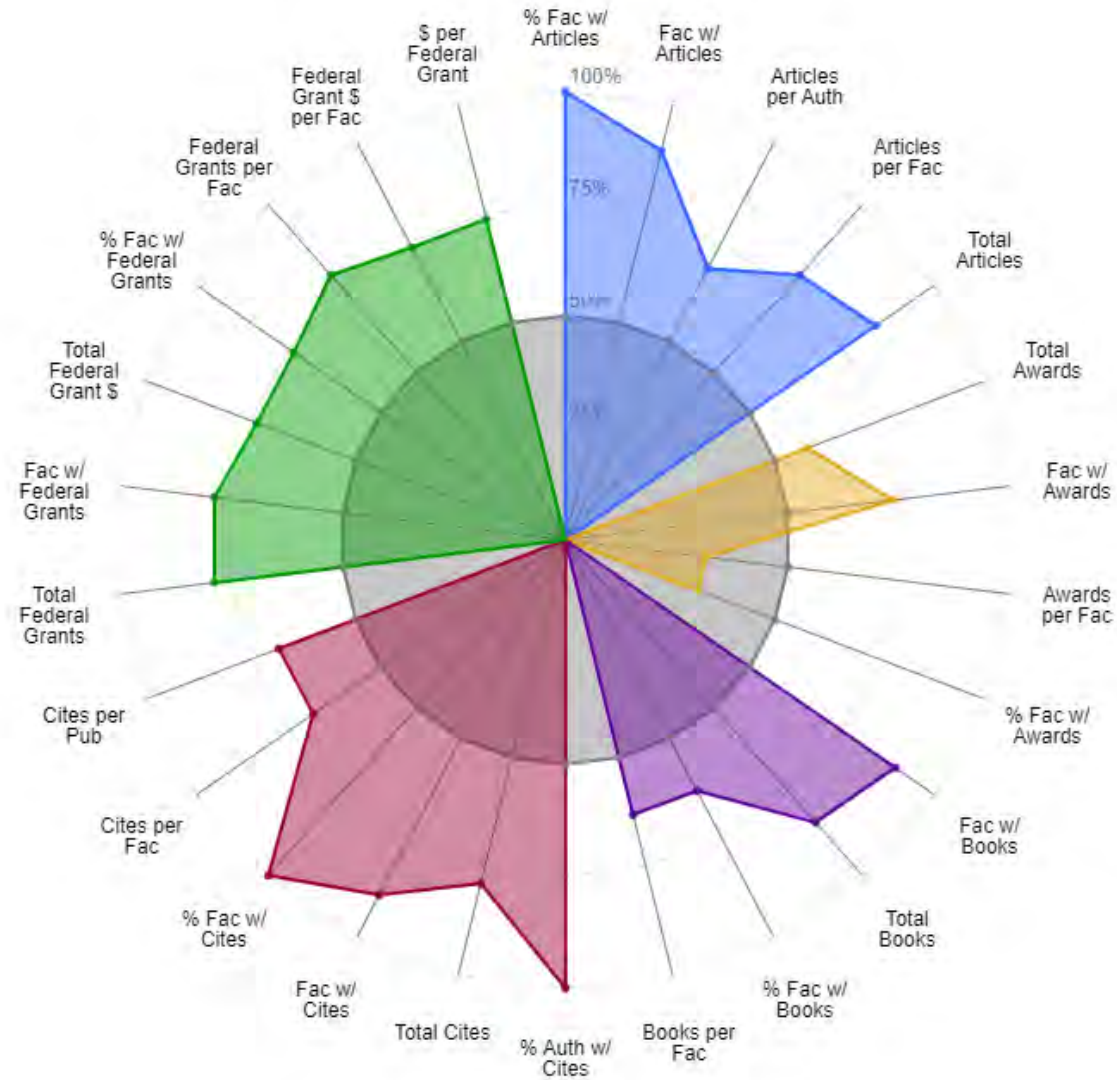 % Fac w/
Articles
Fac w/
Articles
Articles
per Auth
Articles
per Fac
Total
Articles
Total
Awards
Fac w/
Awards
Awards
per Fac
% Fac w/
Awards
Fac w/
Books
Total
Books
% Fac w/
Books
Books per
Fac
% Auth w/
Cites
Total Cites
Fac w/
Cites
% Fac w/
Cites
Cites per
Fac
Cites per
Pub
Total
Federal
Grants
Fac w/
Federal
Grants
Total
Federal
Grant $
% Fac w/
Federal
Grants
Federal
Grants per
Fac
Federal
Grant $
per Fac
$ per
Federal
Grant
100%
75%